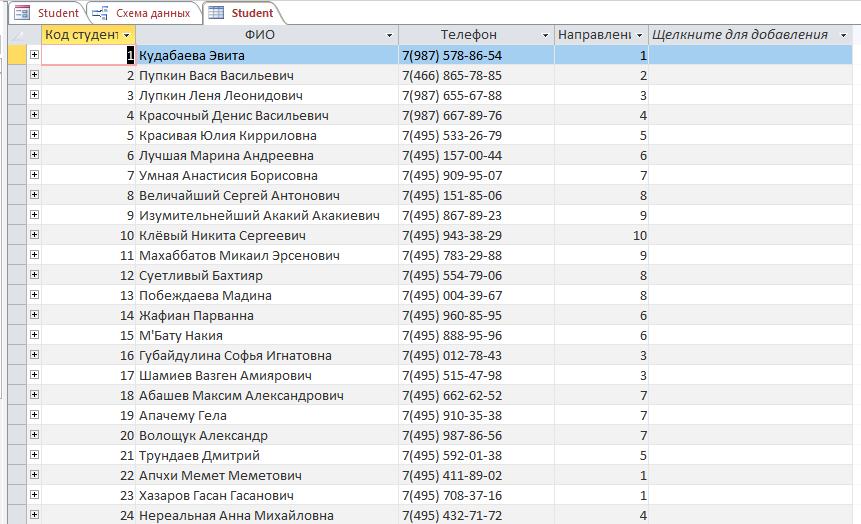 Student Схема данных Student
Код студент ФИО Телефон Направлени Щелкните для добавления
1 Кудабаева Эвита 7(987) 578-86-54 1
2 Пупкин Вася Васильевич 7(466) 865-78-85 2
3 Лупкин Леня Леонидович 7(987) 655-67-88 3
4 Красочный Денис Васильевич 7(987) 667-89-76 4
5 Красивая Юлия Кирриловна 7(495) 533-26-79 5
6 Лучшая Марина Андреевна 7(495) 157-00-44 6
7 Умная Анастисия Борисовна 7(495) 909-95-07 7
8 Величайший Сергей Антонович 7(495) 151-85-06 8
9 Изумительнейший Акакий Акакиевич 7(495) 867-89-23 9
10 Клёвый Никита Сергеевич 7(495) 943-38-29 10
11 Махаббатов Микаил Эрсенович 7(495) 783-29-88 9
12 Суетливый Бахтияр 7(495) 554-79-06 8
13 Побеждаева Мадина 7(495) 004-39-67 8
14 Жафиан Парванна 7(495) 960-85-95 6
15 М'Бату Накия 7(495) 888-95-96 6
16 Губайдулина Софья Игнатовна 7(495) 012-78-43 3
17 Шамиев Вазген Амиярович 7(495) 515-47-98 3
18 Абашев Максим Александрович 7(495) 662-62-52 7
19 Апачему Гела 7(495) 910-35-38 7
20 Волощук Александр 7(495) 987-86-56 7
21 Трундаев Дмитрий 7(495) 592-01-38 5
22 Апчхи Мемет Меметович 7(495) 411-89-02 1
23 Хазаров Гасан Гасанович 7(495) 708-37-16 1
24 Нереальная Анна Михайловна 7(495) 432-71-72 4